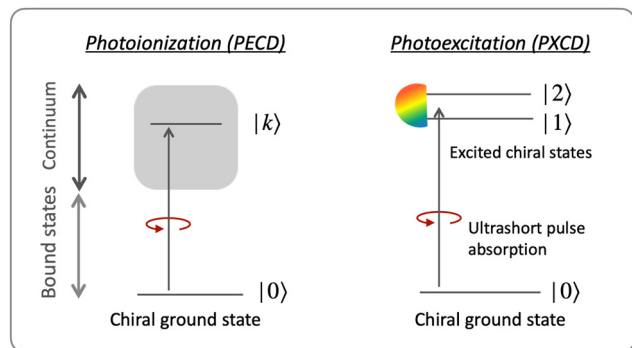 Photoionization (PECD)
Photoexcitation (PXCD)
Continuum
Bound states
|k⟩
|0⟩
Chiral ground state
|2⟩
|1⟩
Excited chiral states
Ultrashort pulse
absorption
|0⟩
Chiral ground state